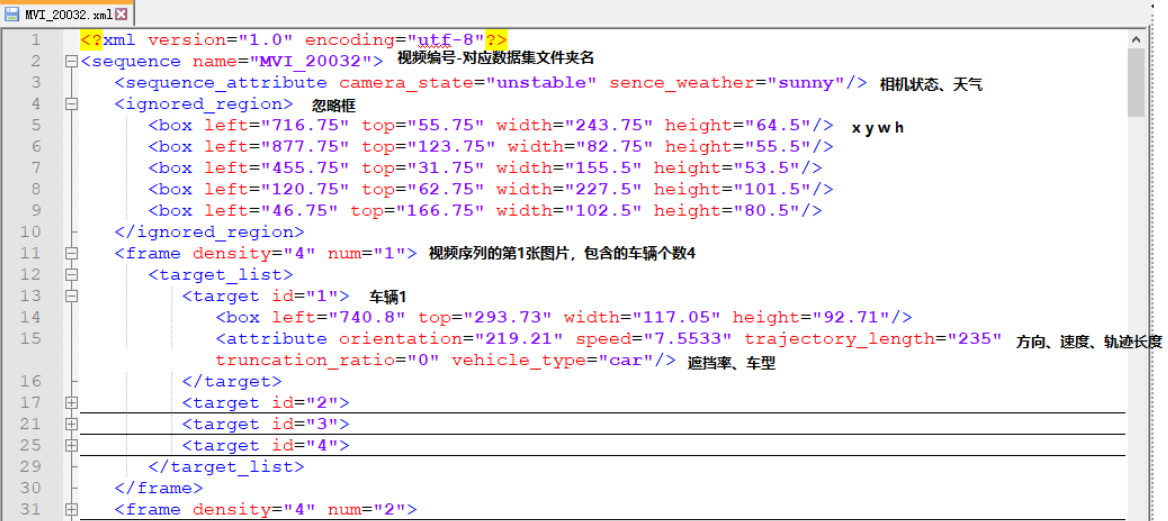 MVI_20032.xml
1 <?xml version="1.0" encoding="utf-8"?>
2 <sequence name="MVI_20032"> 视频编号-对应数据集文件夹名
3 <sequence_attribute camera_state="unstable" sence_weather="sunny"/> 相机状态、天气
4 <ignored_region> 忽略框
5 <box left="716.75" top="55.75" width="243.75" height="64.5"/> x y w h
6 <box left="877.75" top="123.75" width="82.75" height="55.5"/>
7 <box left="455.75" top="31.75" width="155.5" height="53.5"/>
8 <box left="120.75" top="62.75" width="227.5" height="101.5"/>
9 <box left="46.75" top="166.75" width="102.5" height="80.5"/>
10 </ignored_region>
11 <frame density="4" num="1"> 视频序列的第1张图片，包含的车辆个数4
12 <target_list>
13 <target id="1"> 车辆1
14 <box left="740.8" top="293.73" width="117.05" height="92.71"/>
15 <attribute orientation="219.21" speed="7.5533" trajectory_length="235" 方向、速度、轨迹长度
truncation_ratio="0" vehicle_type="car"/> 遮挡率、车型
16 </target>
17 <target id="2">
21 <target id="3">
25 <target id="4">
29 </target_list>
30 </frame>
31 <frame density="4" num="2">